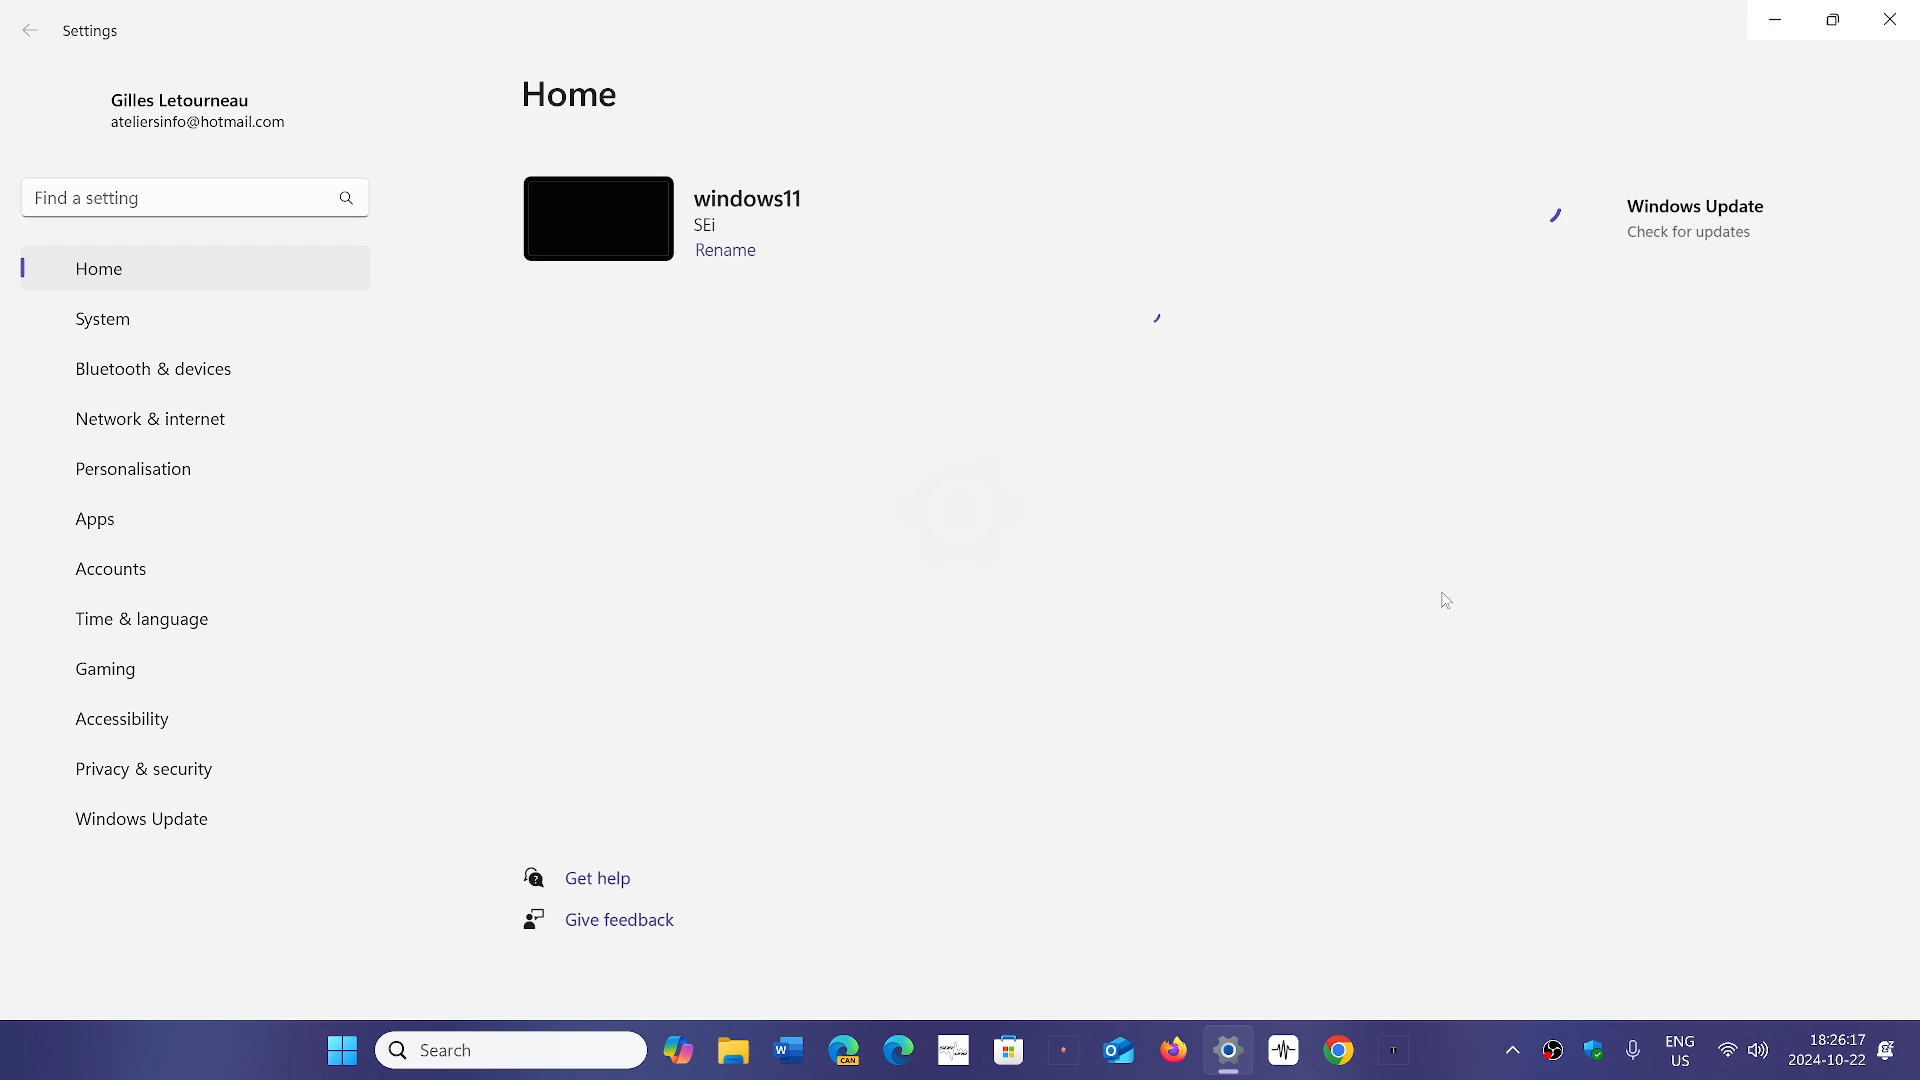 Settings
Gilles Letourneau
ateliersinfo@hotmail.com
Find a setting
Home
System
Bluetooth & devices
Network & internet
Personalisation
Apps
Accounts
Time & language
Gaming
Accessibility
Privacy & security
Windows Update
Home
windows11
SEi
Rename
Windows Update
Check for updates
Get help
Give feedback
Search
W
CAN
ENG
US
18:26:17
2024-10-22